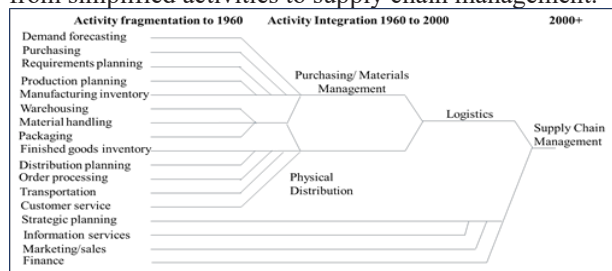 from simplified activities to supply chain management.
Activity fragmentation to 1960 Activity Integration 1960 to 2000 2000+
Demand forecasting
Purchasing
Requirements planning
Production planning
Manufacturing inventory
Warehousing
Material handling
Packaging
Finished goods inventory
Distribution planning
Order processing
Transportation
Customer service
Strategic planning
Information services
Marketing/sales
Finance
Purchasing/ Materials
Management
Physical
Distribution
Logistics
Supply Chain
Management